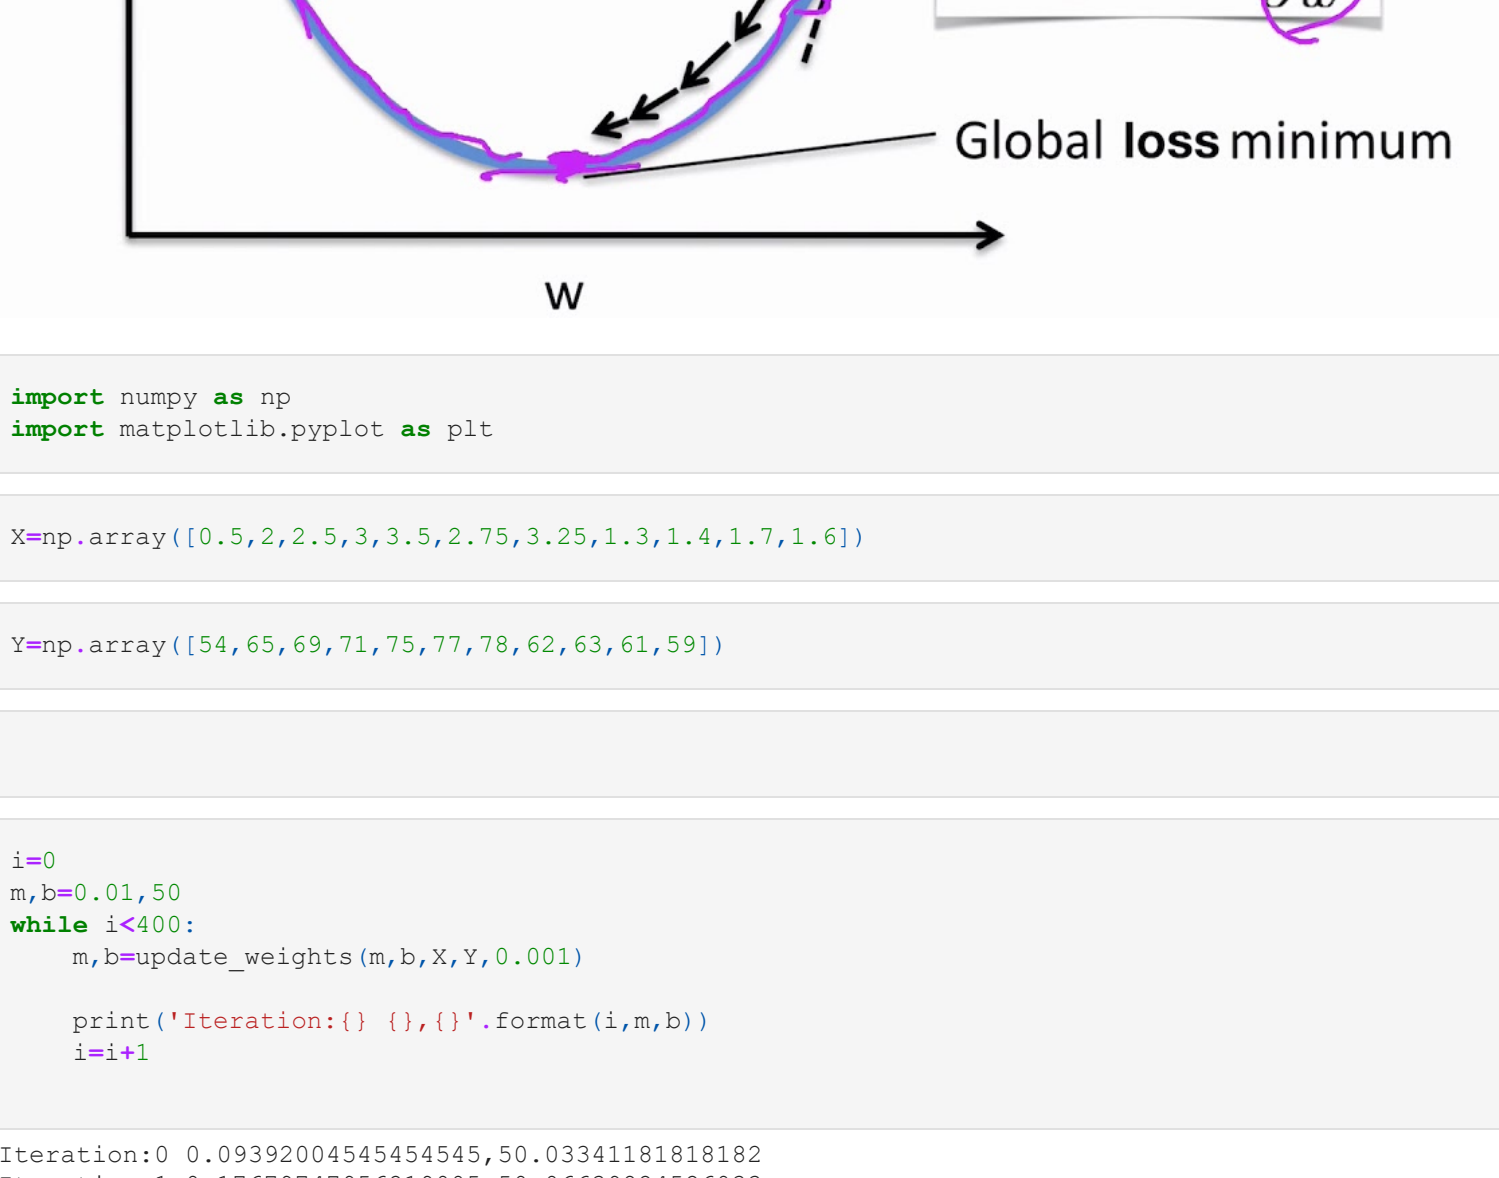 Global loss minimum
w
import numpy as np
import matplotlib.pyplot as plt
X=np.array([0.5,2,2.5,3,3.5,2.75,3.25,1.3,1.4,1.7,1.6])
Y=np.array([54,65,69,71,75,77,78,62,63,61,59])
i=0
m,b=0.01,50
while i<400:
    m,b=update_weights(m,b,X,Y,0.001)
    print('Iteration:{} {},{}'.format(i,m,b))
    i=i+1
Iteration:0 0.09392004545454545,50.03341181818182